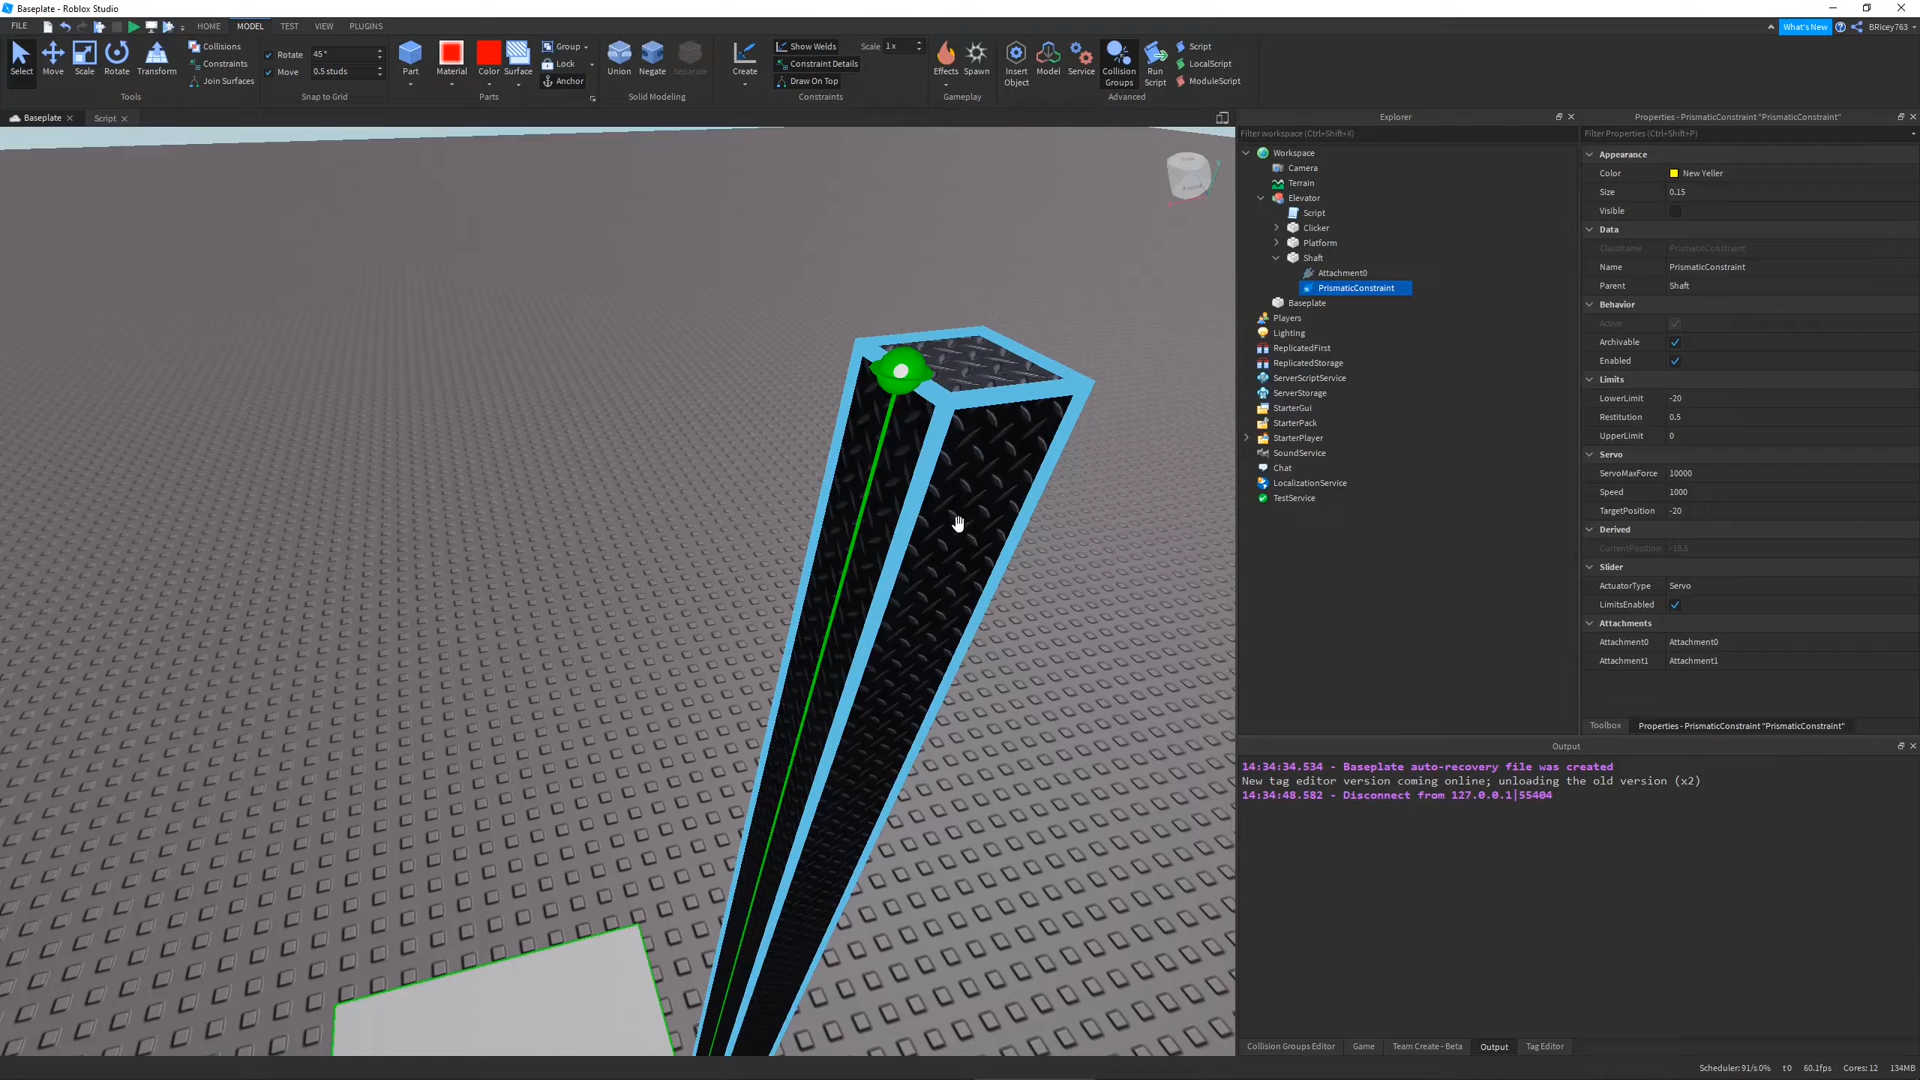 Baseplate - Roblox Studio
FILE HOME MODEL TEST VIEW PLUGINS What's New BRicey763
Select Move Scale Rotate Transform
Tools
Collisions
Constraints
Join Surfaces
Rotate 45°
Move 0.5 studs
Snap to Grid
Part Material Color Surface
Group
Lock
Anchor
Parts
Union Negate Separate
Solid Modeling
Create
Show Welds
Constraint Details
Draw On Top
Scale 1 x
Constraints
Effects Spawn
Gameplay
Insert Object
Model
Service
Collision Groups
Run Script
Script
LocalScript
ModuleScript
Advanced
Baseplate Script
Explorer
Filter workspace (Ctrl+Shift+X)
Workspace
Camera
Terrain
Elevator
Script
Clicker
Platform
Shaft
Attachment0
PrismaticConstraint
Baseplate
Players
Lighting
ReplicatedFirst
ReplicatedStorage
ServerScriptService
ServerStorage
StarterGui
StarterPack
StarterPlayer
SoundService
Chat
LocalizationService
TestService
Properties - PrismaticConstraint "PrismaticConstraint"
Filter Properties (Ctrl+Shift+P)
Appearance
Color New Yeller
Size 0.15
Visible
Data
ClassName PrismaticConstraint
Name PrismaticConstraint
Parent Shaft
Behavior
Active
Archivable
Enabled
Limits
LowerLimit -20
Restitution 0.5
UpperLimit 0
Servo
ServoMaxForce 10000
Speed 1000
TargetPosition -20
Derived
CurrentPosition -19.5
Slider
ActuatorType Servo
LimitsEnabled
Attachments
Attachment0 Attachment0
Attachment1 Attachment1
Toolbox Properties - PrismaticConstraint "PrismaticConstraint"
Output
14:34:34.534 - Baseplate auto-recovery file was created
New tag editor version coming online; unloading the old version (x2)
14:34:48.582 - Disconnect from 127.0.0.1|55404
Collision Groups Editor Game Team Create - Beta Output Tag Editor
Scheduler: 91/s 0% t 0 60.1fps Cores: 12 134MB